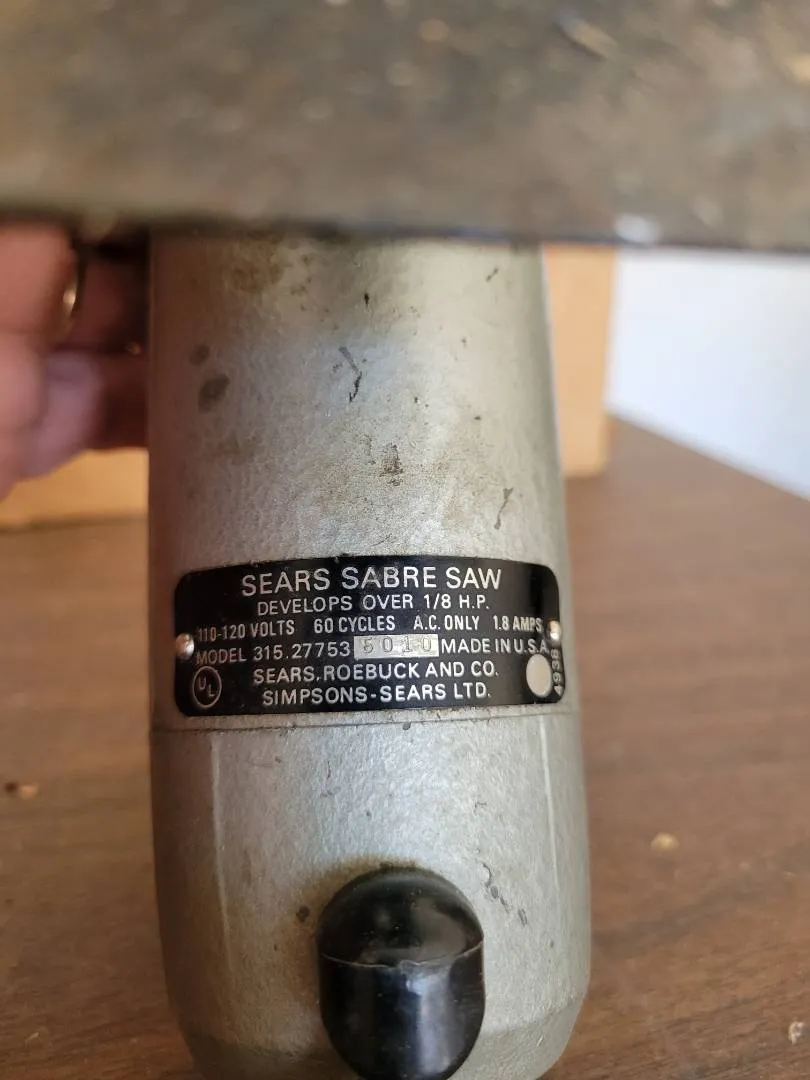 SEARS SABRE SAW
DEVELOPS OVER 1/8 H.P.
110-120 VOLTS 60 CYCLES A.C. ONLY 1.8 AMPS
MODEL 315.27753 5010 MADE IN U.S.A.
UL SEARS, ROEBUCK AND CO.
SIMPSONS-SEARS LTD.
4938